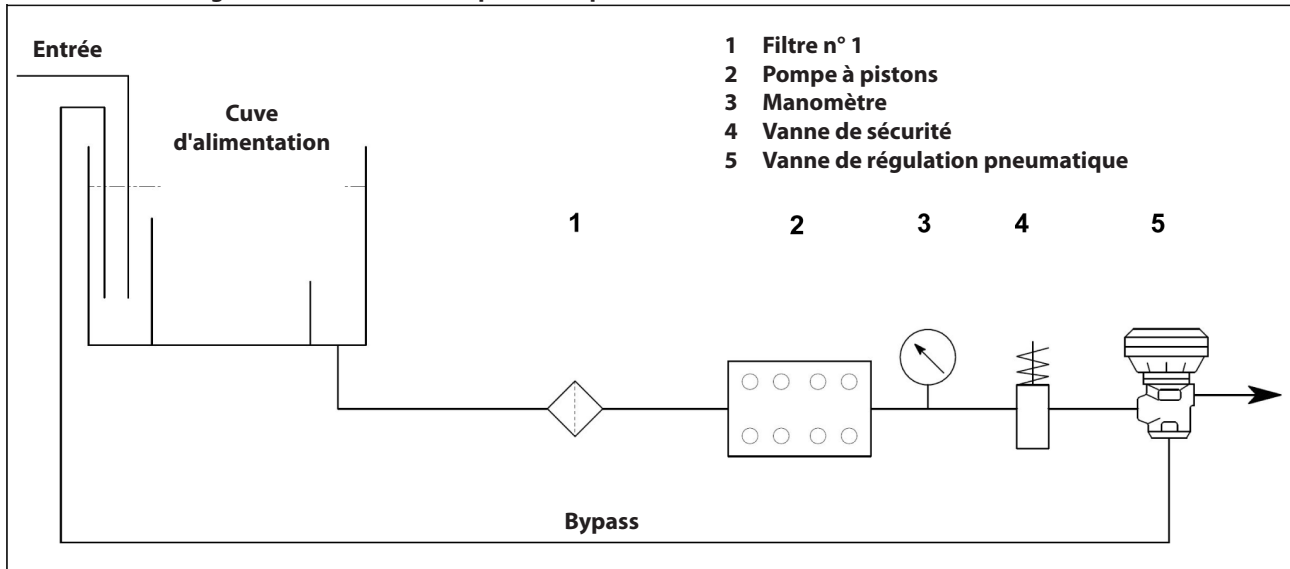 Entrée
Cuve
d'alimentation
1 Filtre n° 1
2 Pompe à pistons
3 Manomètre
4 Vanne de sécurité
5 Vanne de régulation pneumatique
1 2 3 4 5
Bypass